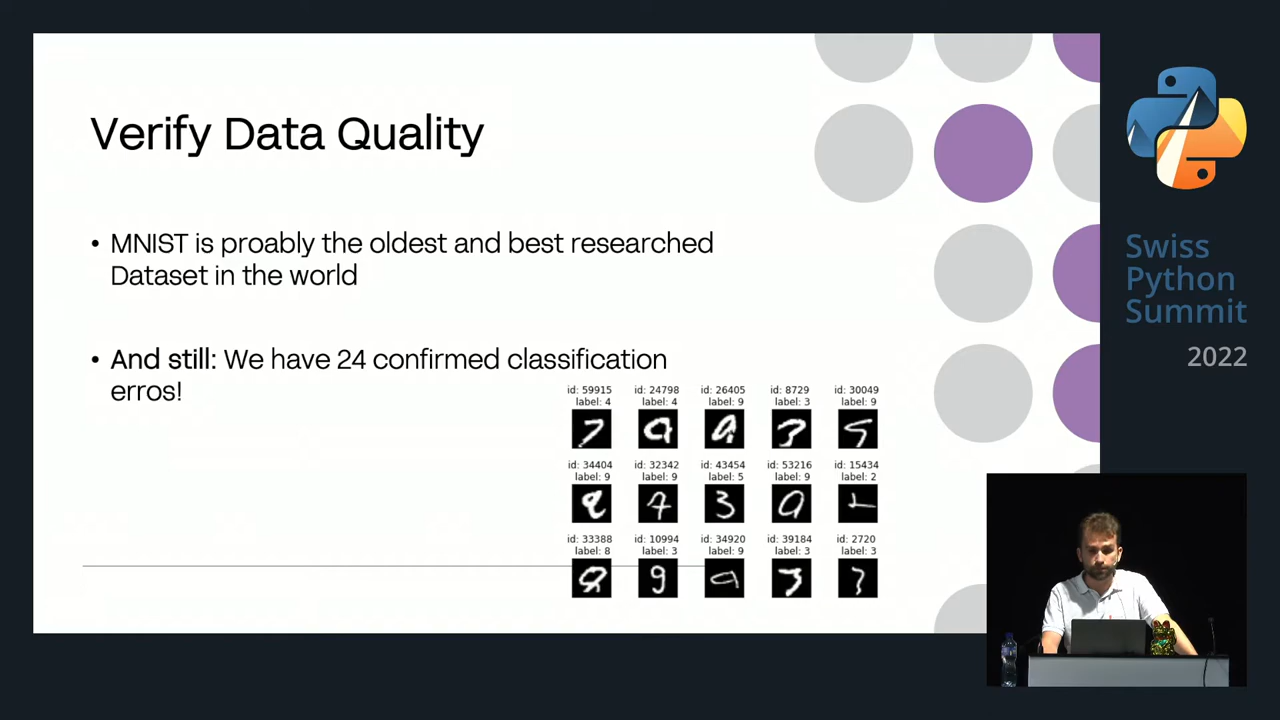 Verify Data Quality
• MNIST is proably the oldest and best researched
Dataset in the world
• And still: We have 24 confirmed classification
erros!
id: 59915 id: 24798 id: 26405 id: 8729 id: 30049
label: 4 label: 4 label: 9 label: 3 label: 9
id: 34404 id: 32342 id: 43454 id: 53216 id: 15434
label: 9 label: 9 label: 5 label: 9 label: 2
id: 33388 id: 10994 id: 34920 id: 39184 id: 2720
label: 8 label: 3 label: 9 label: 3 label: 3
Swiss
Python
Summit
2022